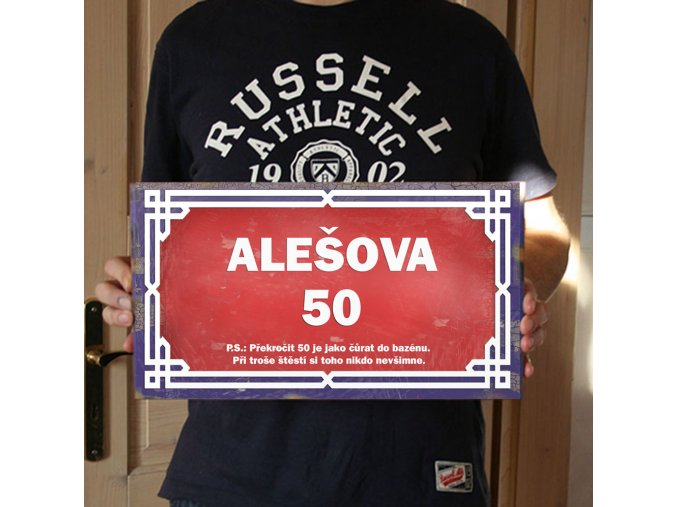 RUSSELL
ATHLETIC
19 02
ALEŠOVA
50
P.S.: Překročit 50 je jako čůrat do bazénu.
Při troše štěstí si toho nikdo nevšimne.